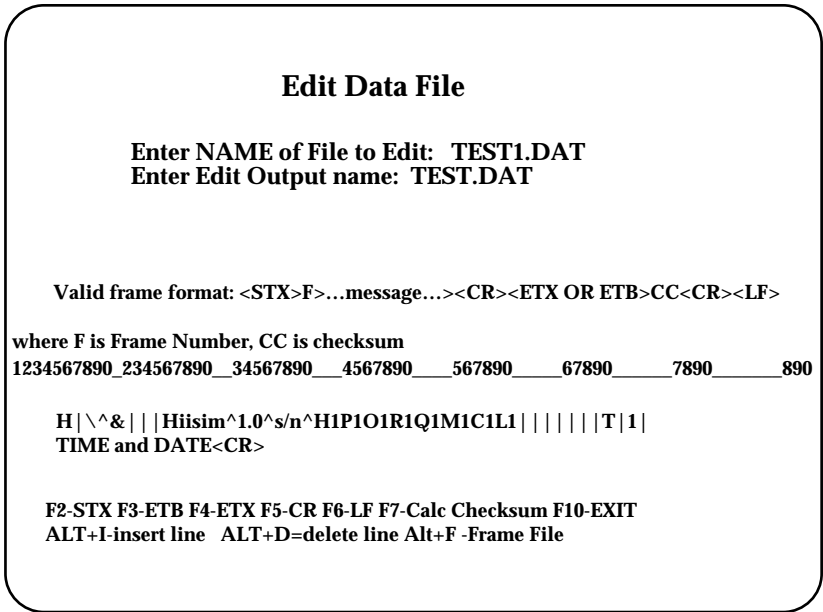 Edit Data File
Enter NAME of File to Edit: TEST1.DAT
Enter Edit Output name: TEST.DAT
Valid frame format: <STX>F>…message…><CR><ETX OR ETB>CC<CR><LF>
where F is Frame Number, CC is checksum
1234567890_234567890__34567890___4567890____567890_____67890______7890_______890
H|\^&|||Hiisim^1.0^s/n^H1P1O1R1Q1M1C1L1|||||||T|1|
TIME and DATE<CR>
F2-STX F3-ETB F4-ETX F5-CR F6-LF F7-Calc Checksum F10-EXIT
ALT+I-insert line ALT+D=delete line Alt+F -Frame File